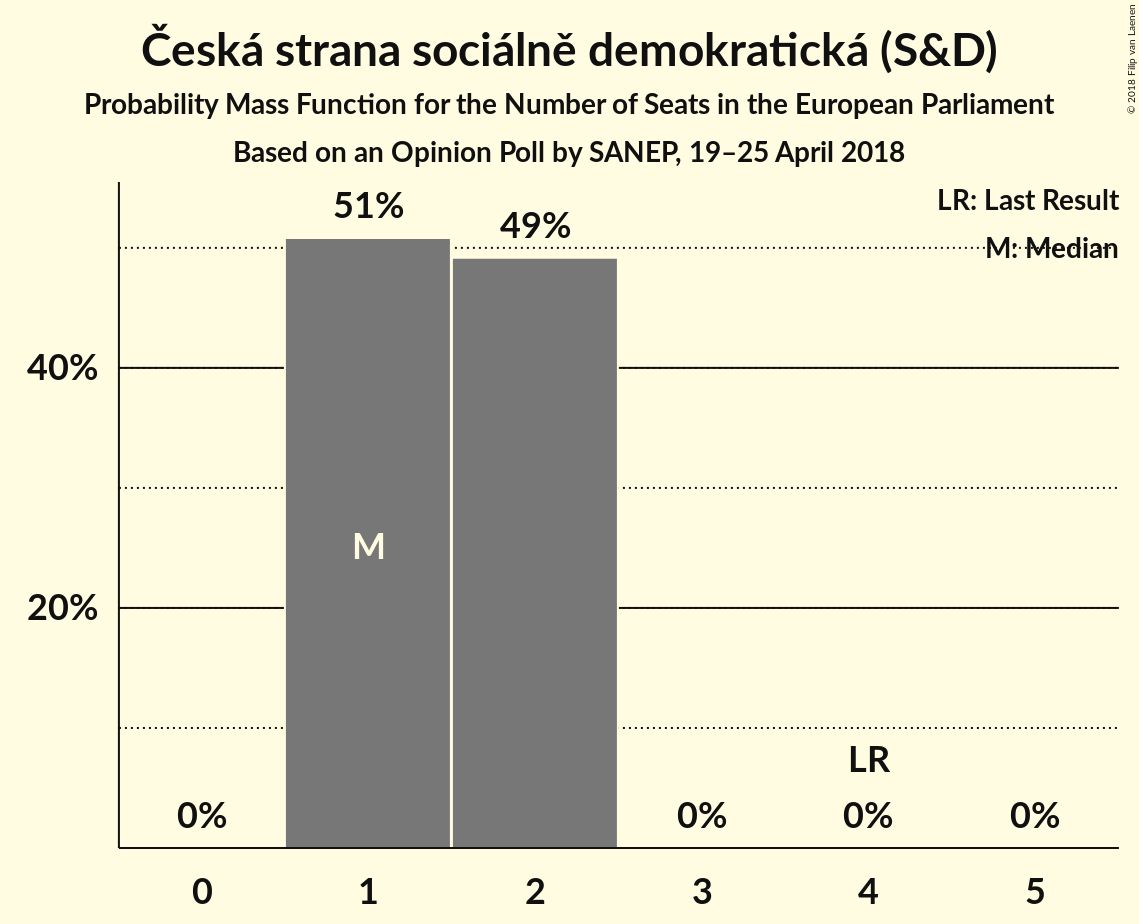 Česká strana sociálně demokratická (S&D)
Probability Mass Function for the Number of Seats in the European Parliament
Based on an Opinion Poll by SANEP, 19–25 April 2018
© 2018 Filip van Laenen
LR: Last Result
M: Median
51%
49%
40%
M
20%
LR
0%
0%
0%
0%
0 1 2 3 4 5